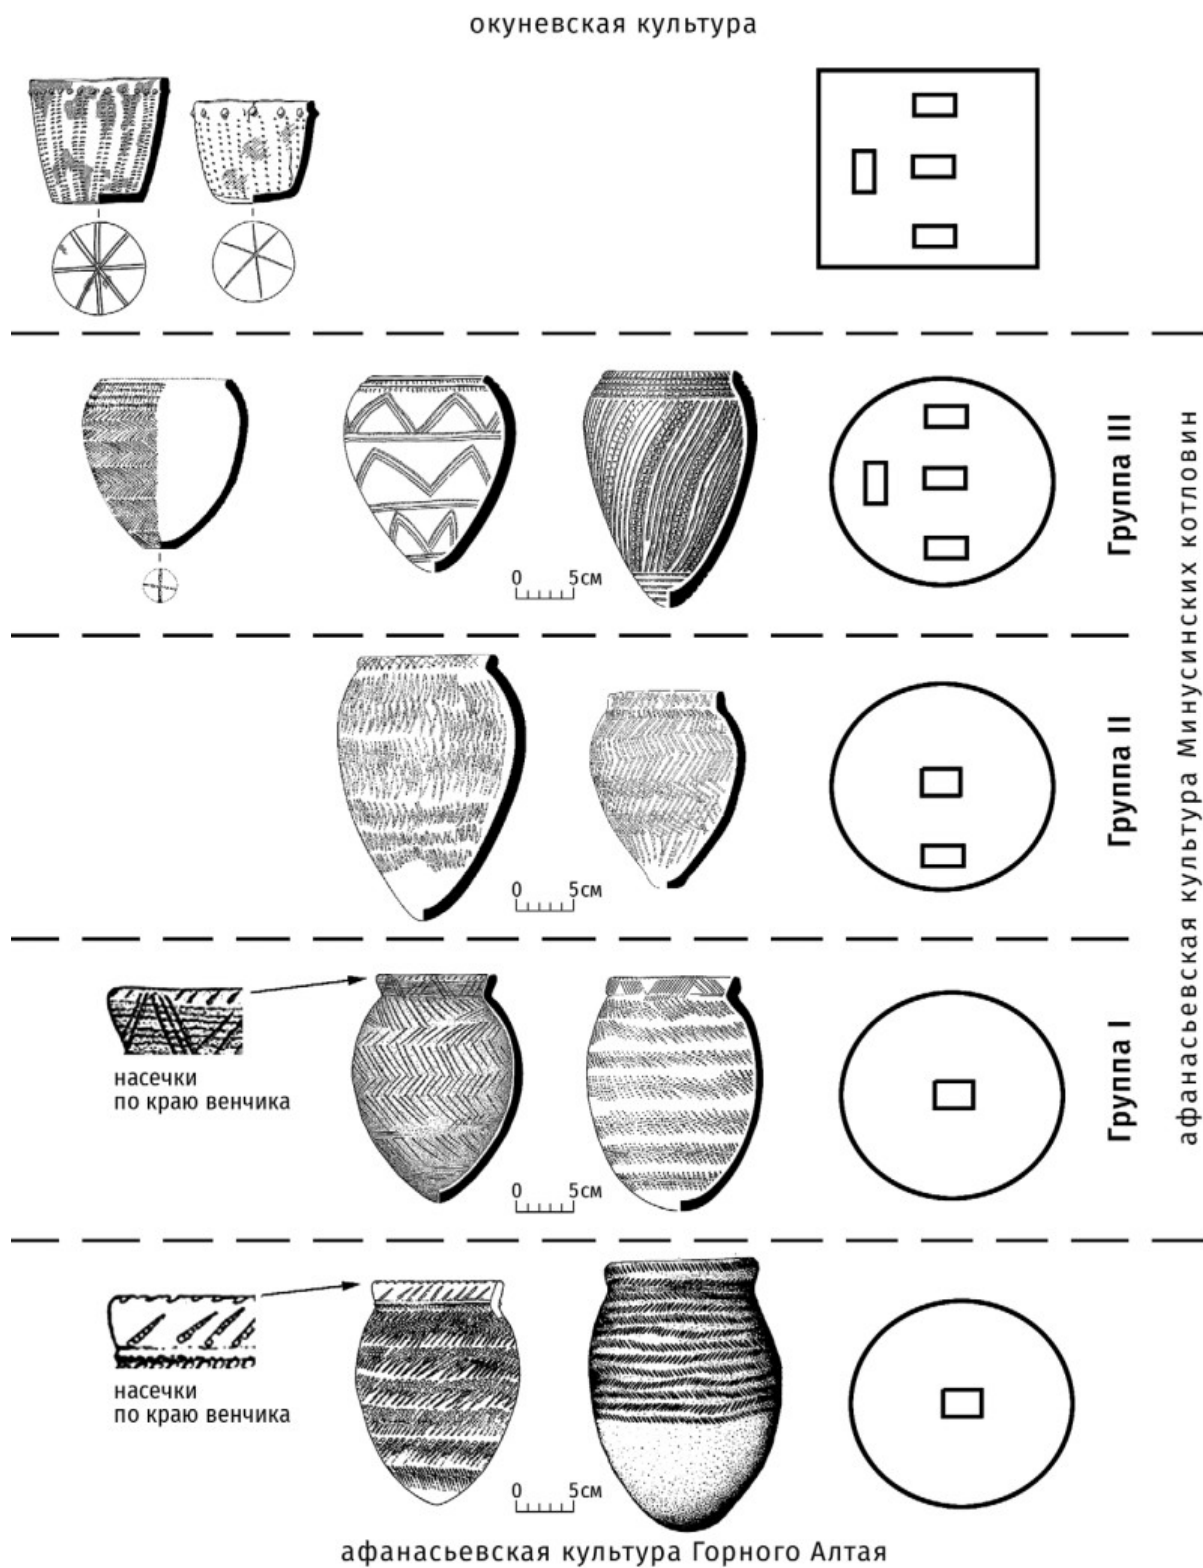 окуневская культура
0 5см
Группа III
0 5см
Группа II
афанасьевская культура Минусинских котловин
насечки
по краю венчика
0 5см
Группа I
насечки
по краю венчика
0 5см
афанасьевская культура Горного Алтая